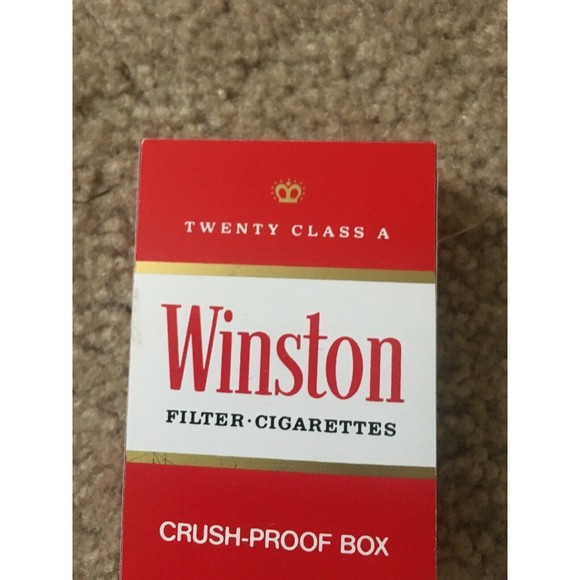 TWENTY CLASS A
Winston
FILTER·CIGARETTES
CRUSH-PROOF BOX